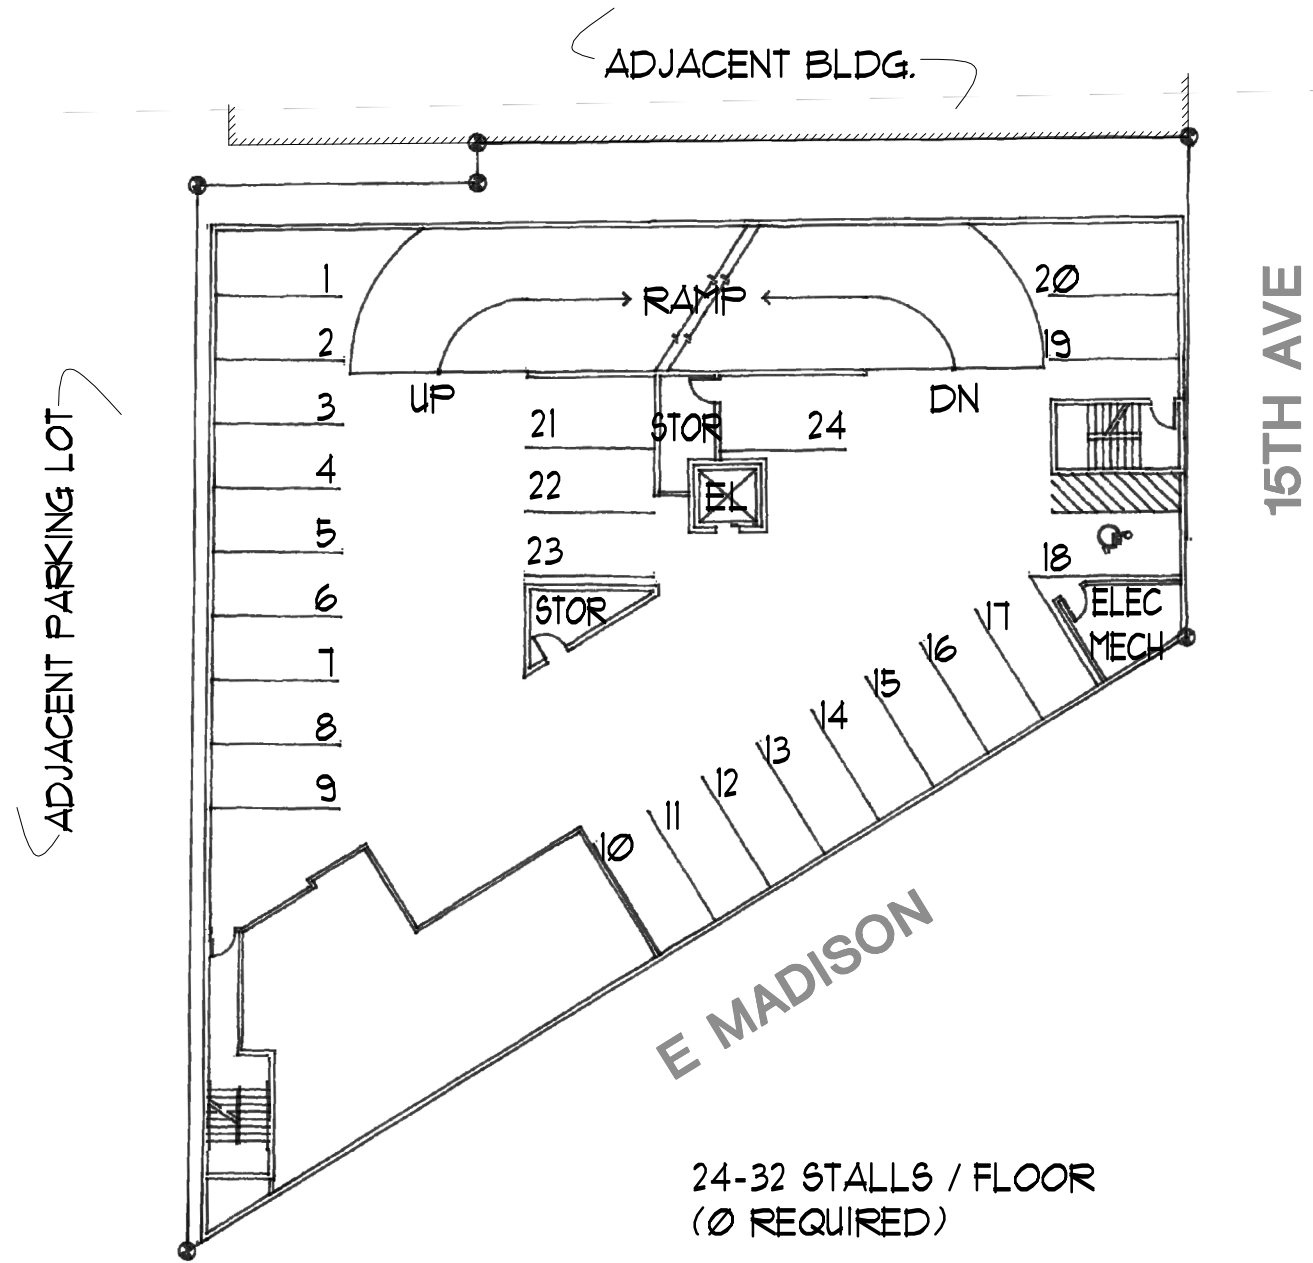 ADJACENT BLDG.
1
20
RAMP
2
19
3
UP
DN
21
STOR
24
4
22
EL
5
23
18
6
STOR
ELEC
MECH
17
16
7
15
8
14
13
9
12
11
10
ADJACENT PARKING LOT
15TH AVE
E MADISON
24-32 STALLS / FLOOR
(Ø REQUIRED)